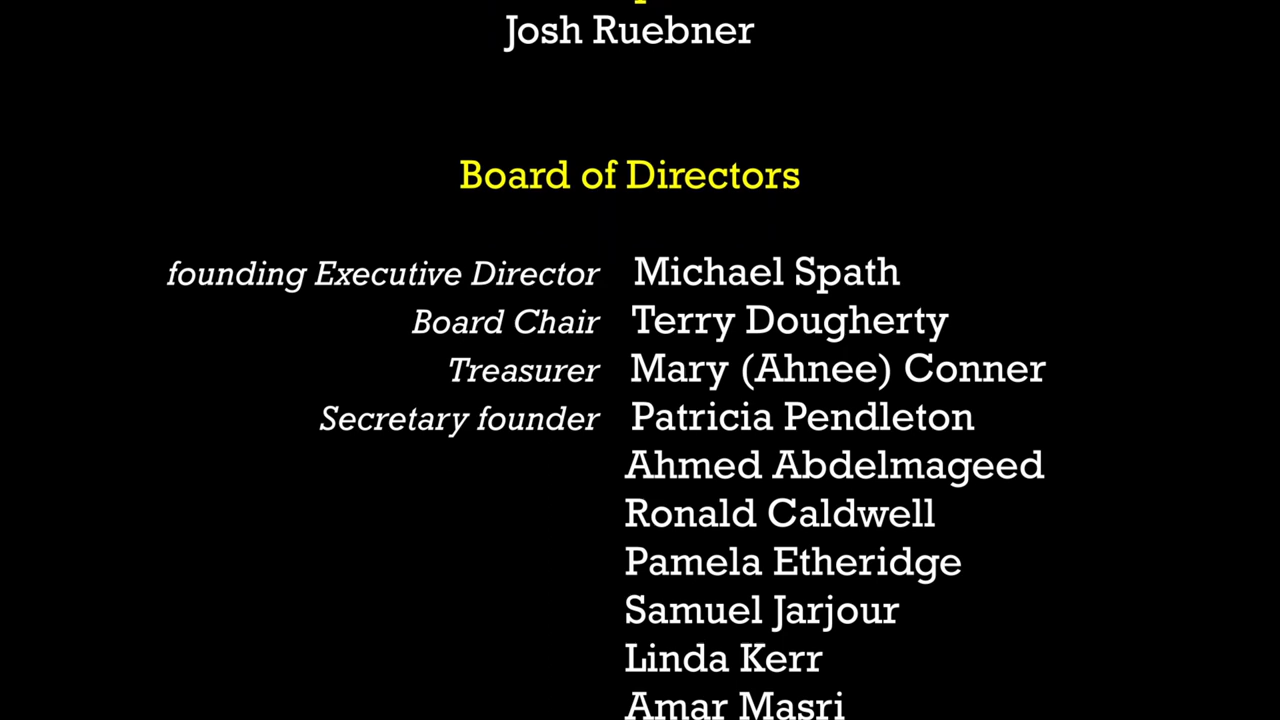 Josh Ruebner
Board of Directors
founding Executive Director Michael Spath
Board Chair Terry Dougherty
Treasurer Mary (Ahnee) Conner
Secretary founder Patricia Pendleton
Ahmed Abdelmageed
Ronald Caldwell
Pamela Etheridge
Samuel Jarjour
Linda Kerr
Amar Masri